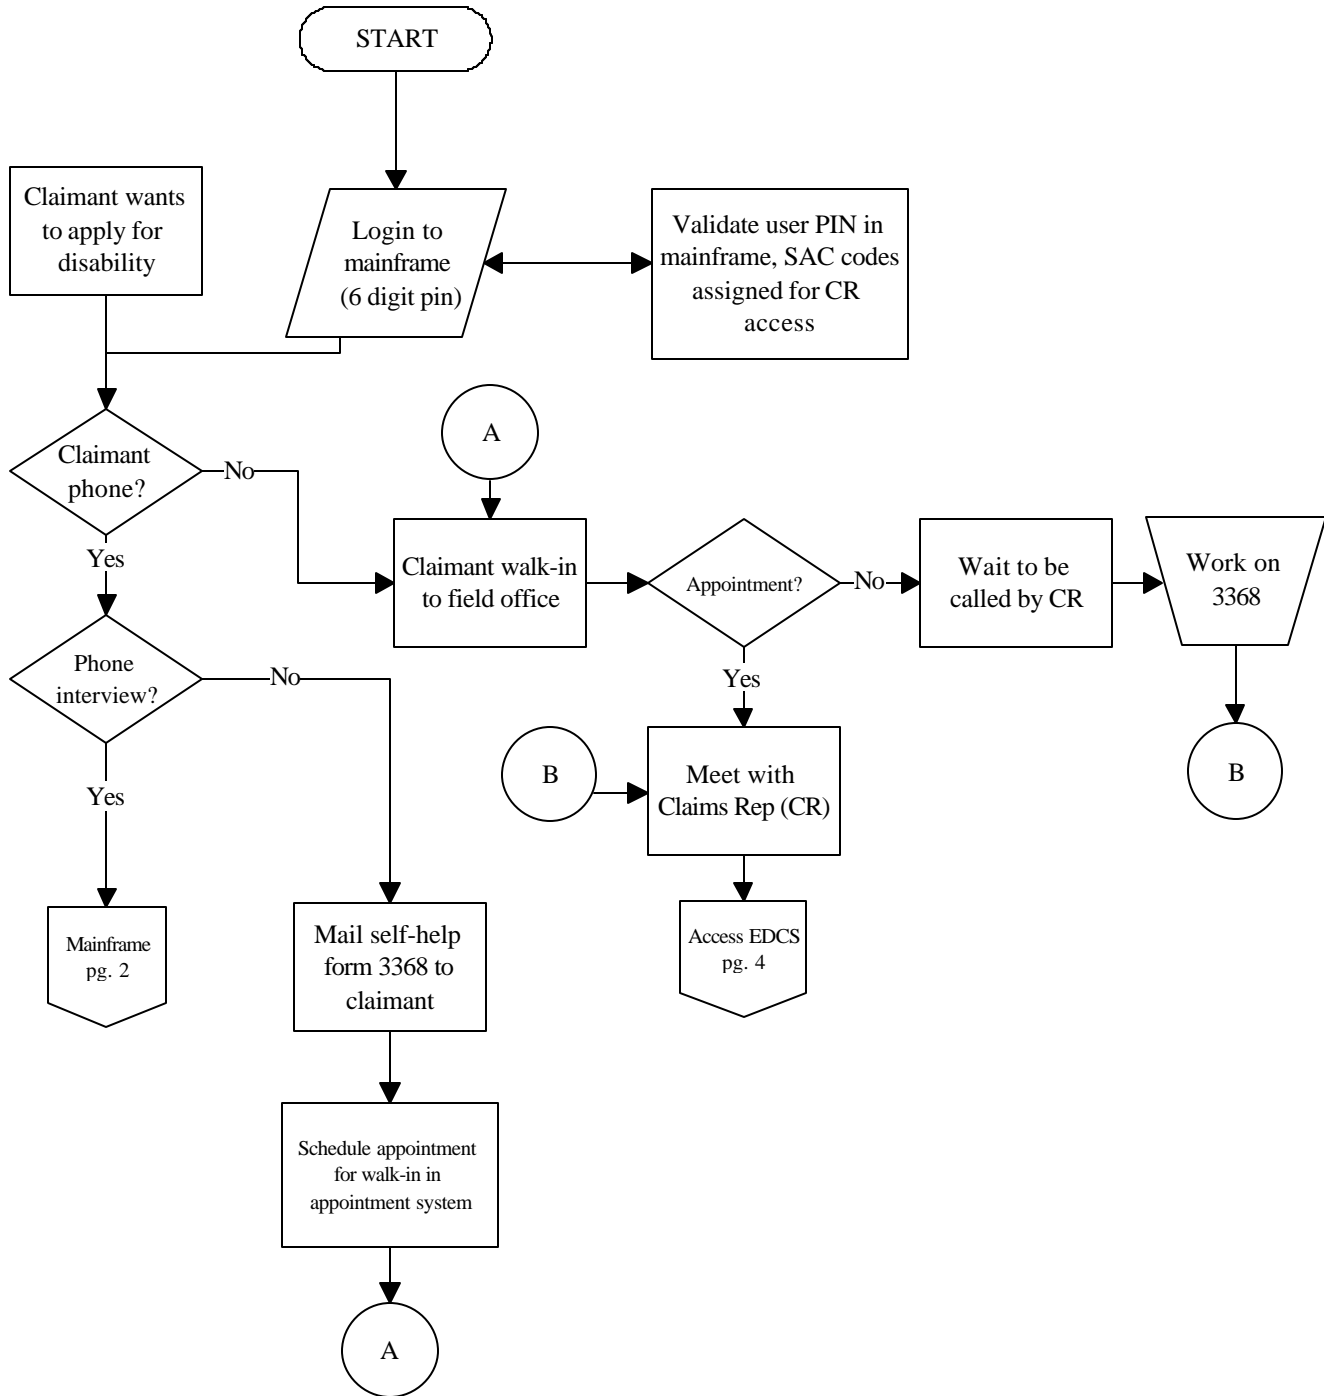 START
Claimant wants
to apply for
disability
Login to
mainframe
(6 digit pin)
Validate user PIN in
mainframe, SAC codes
assigned for CR
access
A
Claimant
phone?
No
Yes
Claimant walk-in
to field office
Appointment?
No
Wait to be
called by CR
Work on
3368
Phone
interview?
No
Yes
B
Meet with
Claims Rep (CR)
B
Yes
Mainframe
pg. 2
Mail self-help
form 3368 to
claimant
Access EDCS
pg. 4
Schedule appointment
for walk-in in
appointment system
A